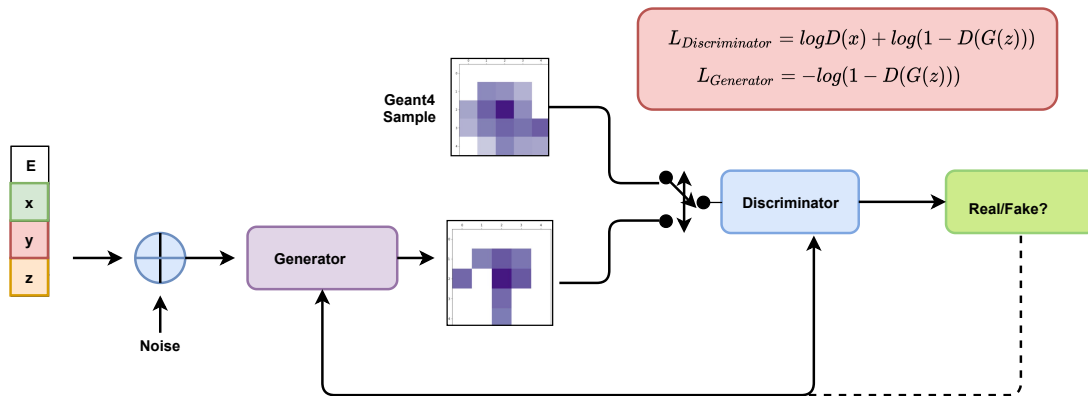 L_{Discriminator} = logD(x) + log(1 − D(G(z)))
L_{Generator} = −log(1 − D(G(z)))
Geant4
Sample
E
x
y
z
Noise
Generator
Discriminator
Real/Fake?